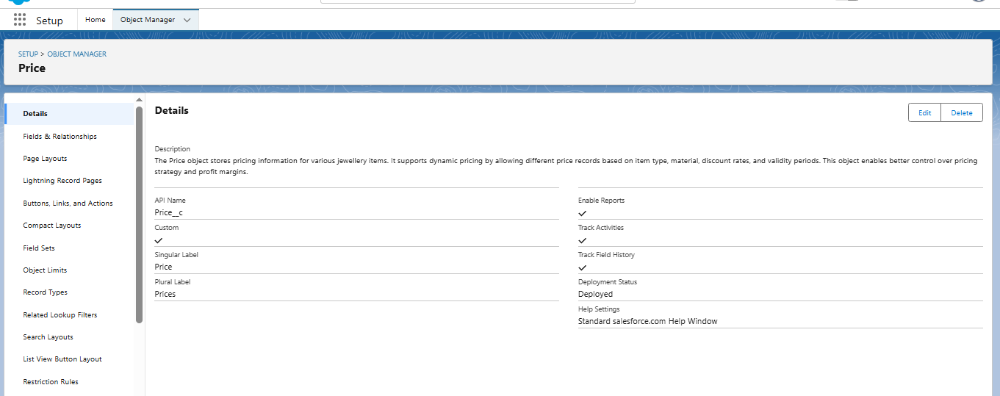 Setup
Home
Object Manager
SETUP > OBJECT MANAGER
Price
Details
Fields & Relationships
Page Layouts
Lightning Record Pages
Buttons, Links, and Actions
Compact Layouts
Field Sets
Object Limits
Record Types
Related Lookup Filters
Search Layouts
List View Button Layout
Restriction Rules
Details
Edit
Delete
Description
The Price object stores pricing information for various jewellery items. It supports dynamic pricing by allowing different price records based on item type, material, discount rates, and validity periods. This object enables better control over pricing
strategy and profit margins.
API Name
Price__c
Custom
Singular Label
Price
Plural Label
Prices
Enable Reports
Track Activities
Track Field History
Deployment Status
Deployed
Help Settings
Standard salesforce.com Help Window